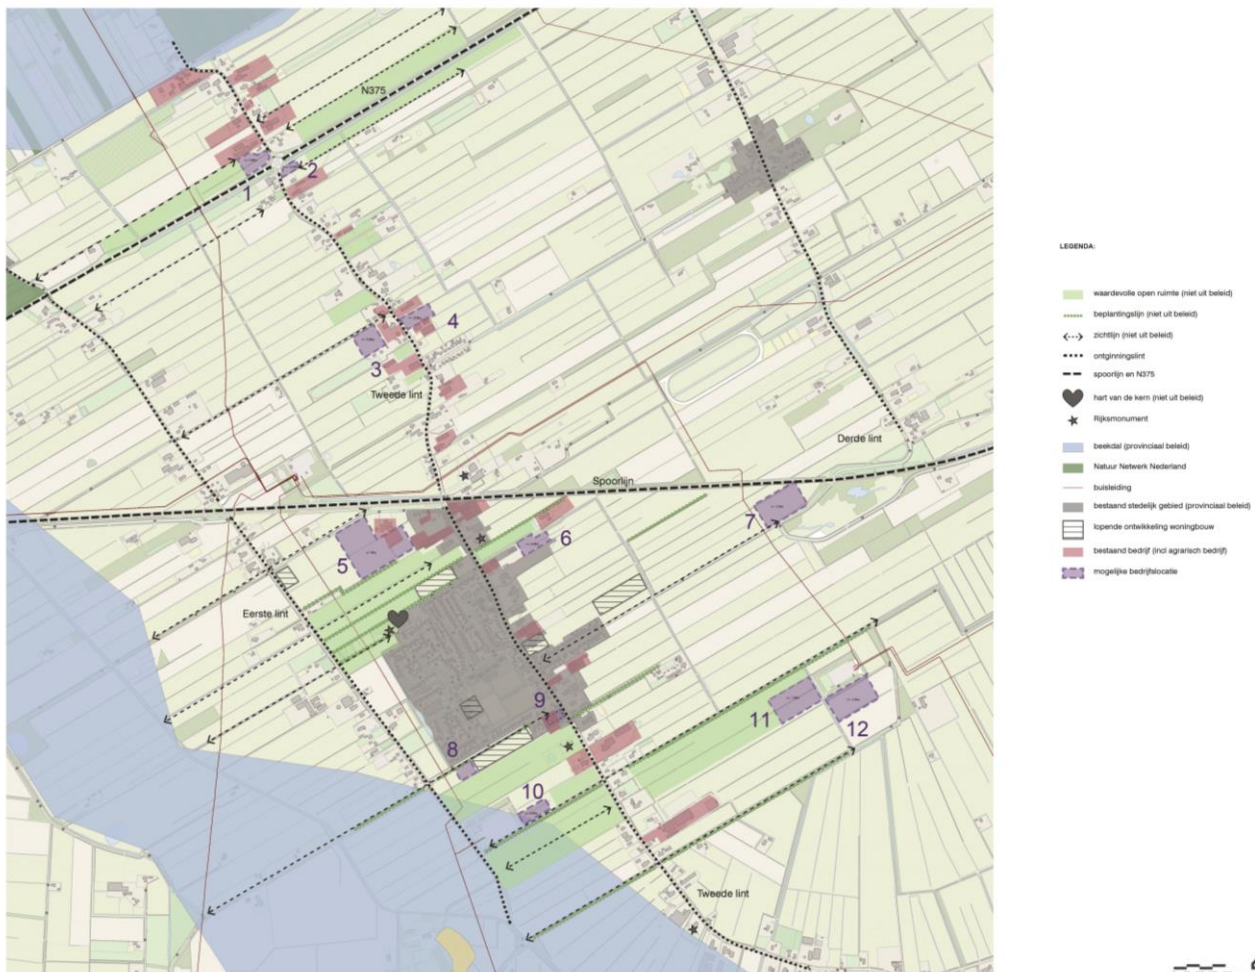 N375
1
2
4
3
Tweede lint
Derde lint
Spoorlijn
7
6
5
Eerste lint
9
11
12
8
10
Tweede lint
LEGENDA:
waardevolle open ruimte (niet uit beleid)
beplantingslijn (niet uit beleid)
zichtlijn (niet uit beleid)
ontginningslint
spoorlijn en N375
hart van de kern (niet uit beleid)
Rijksmonument
beekdal (provinciaal beleid)
Natuur Netwerk Nederland
buisleiding
bestaand stedelijk gebied (provinciaal beleid)
lopende ontwikkeling woningbouw
bestaand bedrijf (incl agrarisch bedrijf)
mogelijke bedrijfslocatie